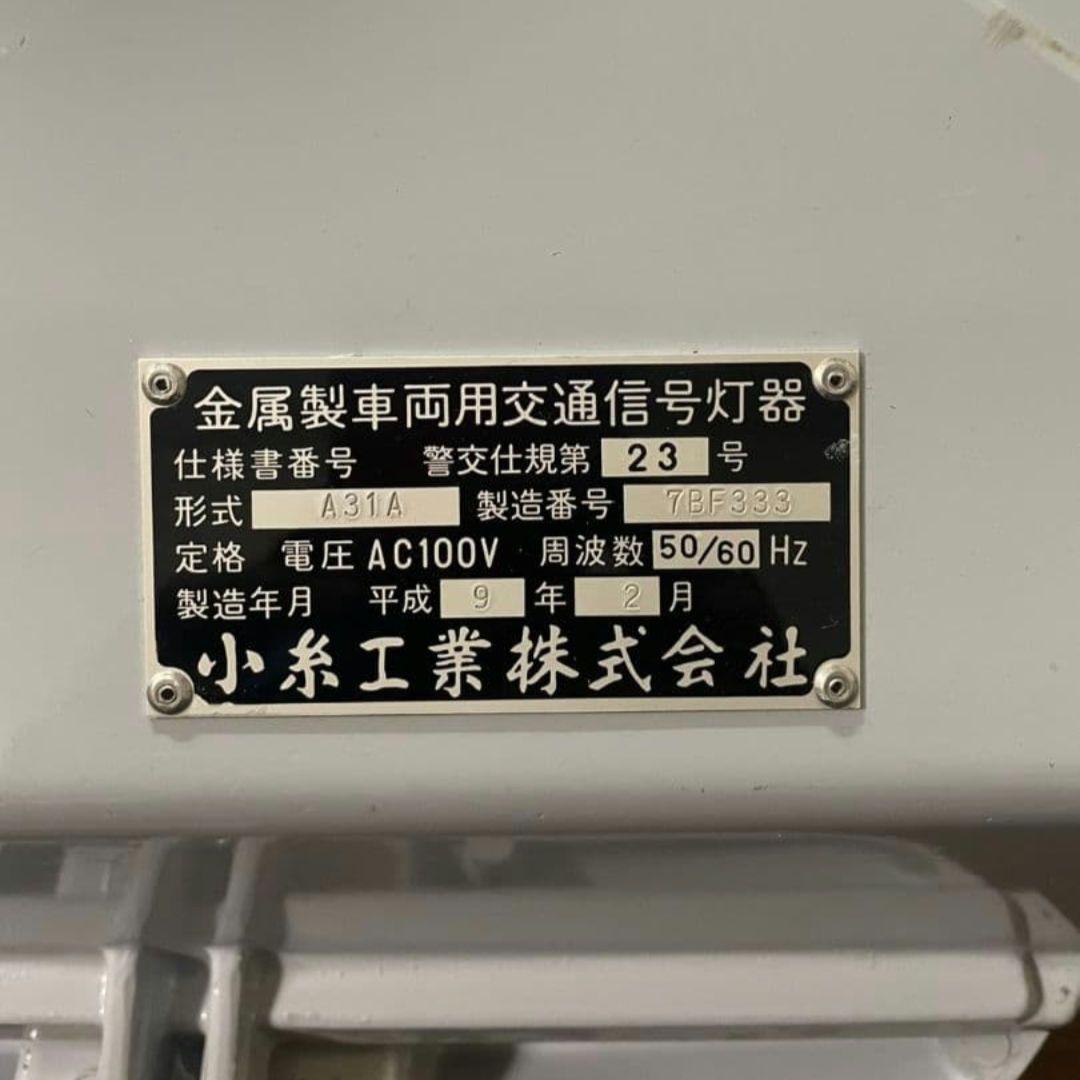 金属製車両用交通信号灯器
仕様書番号 警交仕規第 23 号
形式 A31A 製造番号 7BF333
定格 電圧 AC100V 周波数 50/60 Hz
製造年月 平成 9 年 2 月
小糸工業株式会社